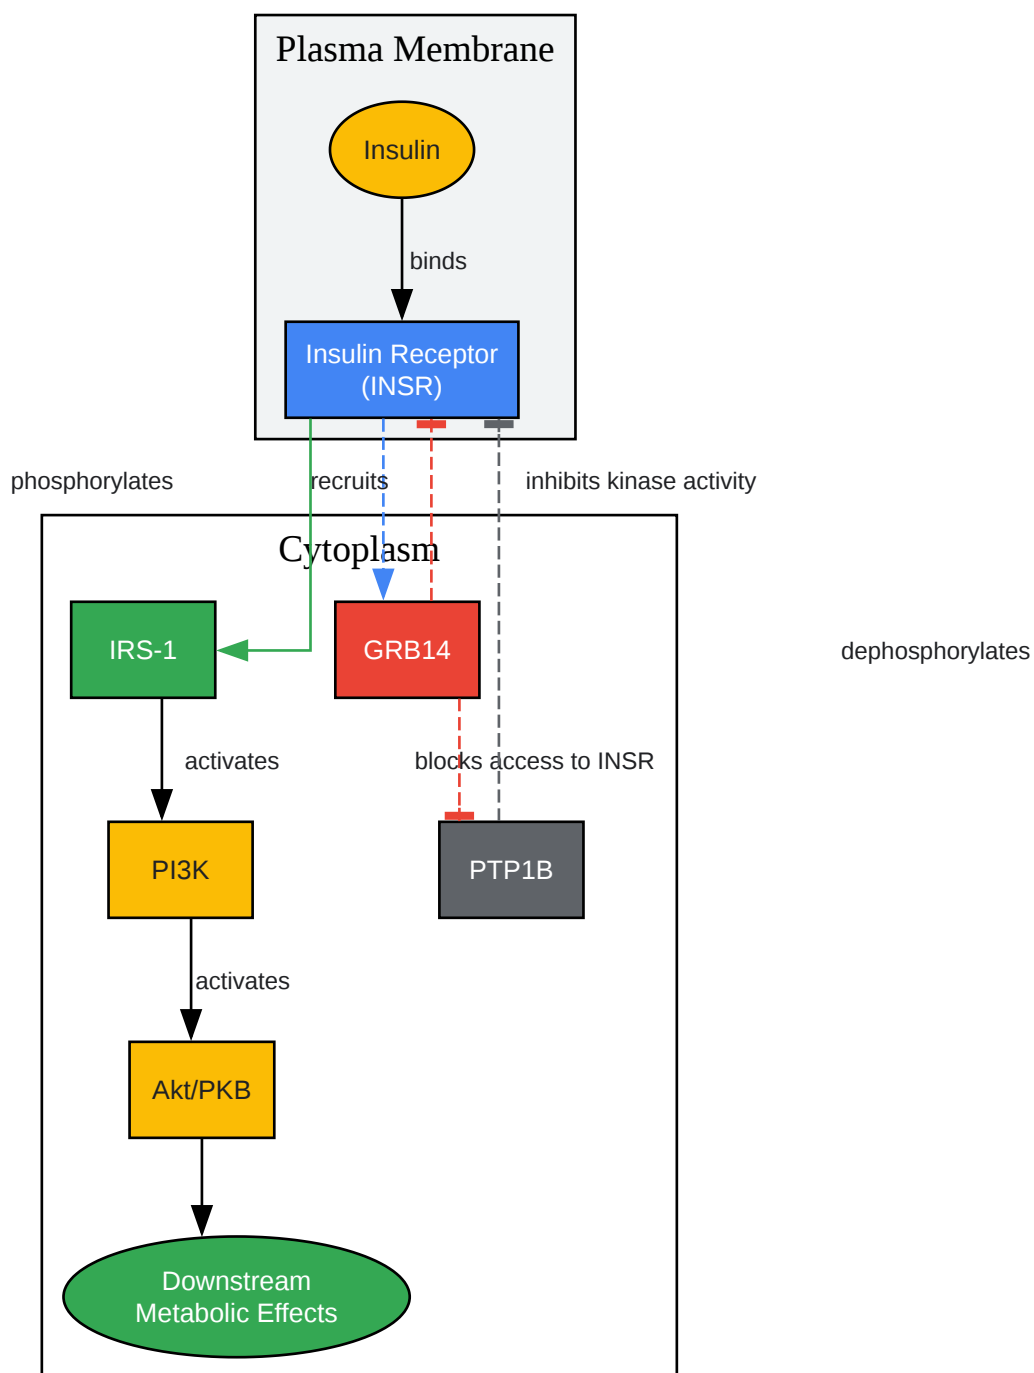 Plasma Membrane
Insulin
binds
Insulin Receptor
(INSR)
phosphorylates
recruits
inhibits kinase activity
Cytoplasm
IRS-1
GRB14
dephosphorylates
activates
blocks access to INSR
PI3K
PTP1B
activates
Akt/PKB
Downstream
Metabolic Effects